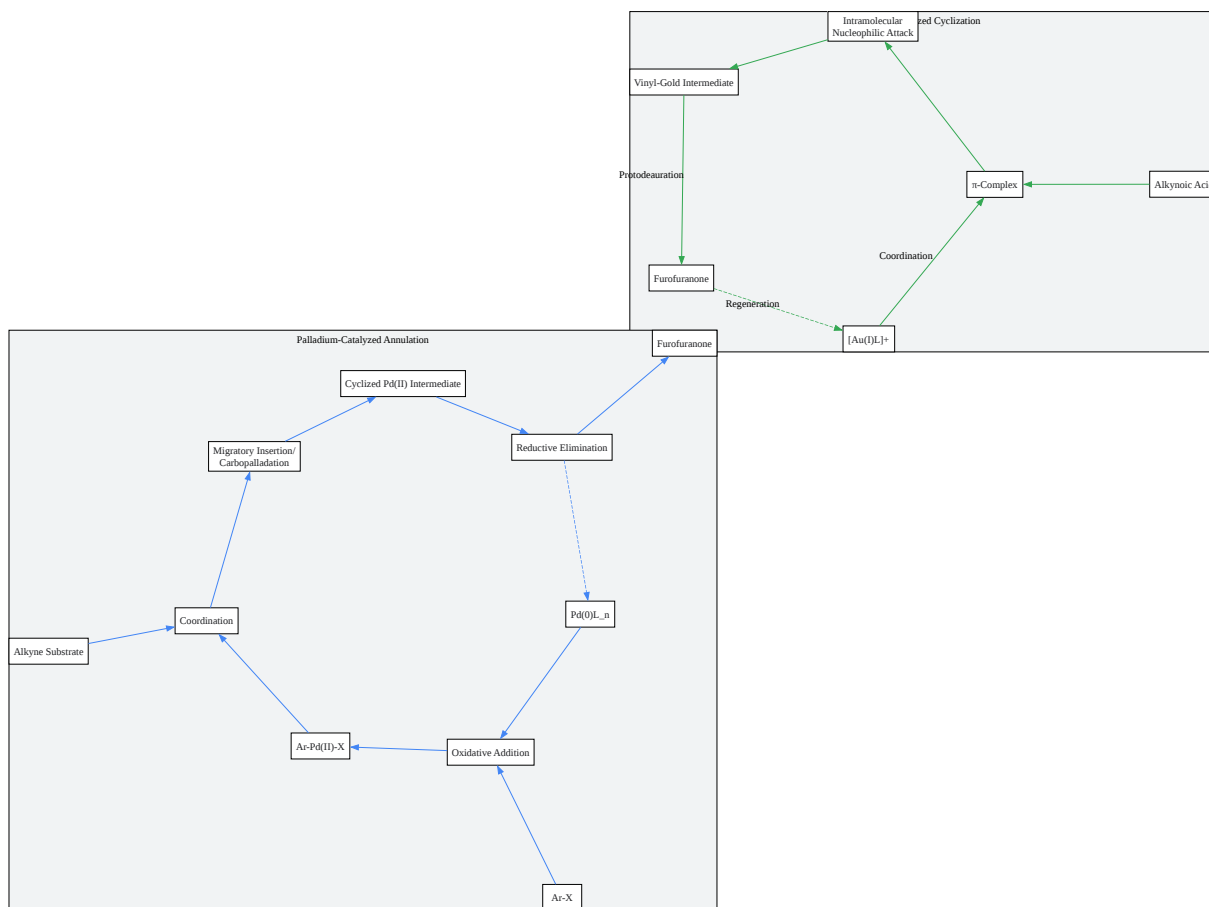 Intramolecular
Nucleophilic Attack
zed Cyclization
Vinyl-Gold Intermediate
Protodeauration
π-Complex
Alkynoic Aci
Coordination
Furofuranone
Regeneration
[Au(I)L]+
Palladium-Catalyzed Annulation
Furofuranone
Cyclized Pd(II) Intermediate
Migratory Insertion/
Carbopalladation
Reductive Elimination
Coordination
Pd(0)L_n
Alkyne Substrate
Ar-Pd(II)-X
Oxidative Addition
Ar-X